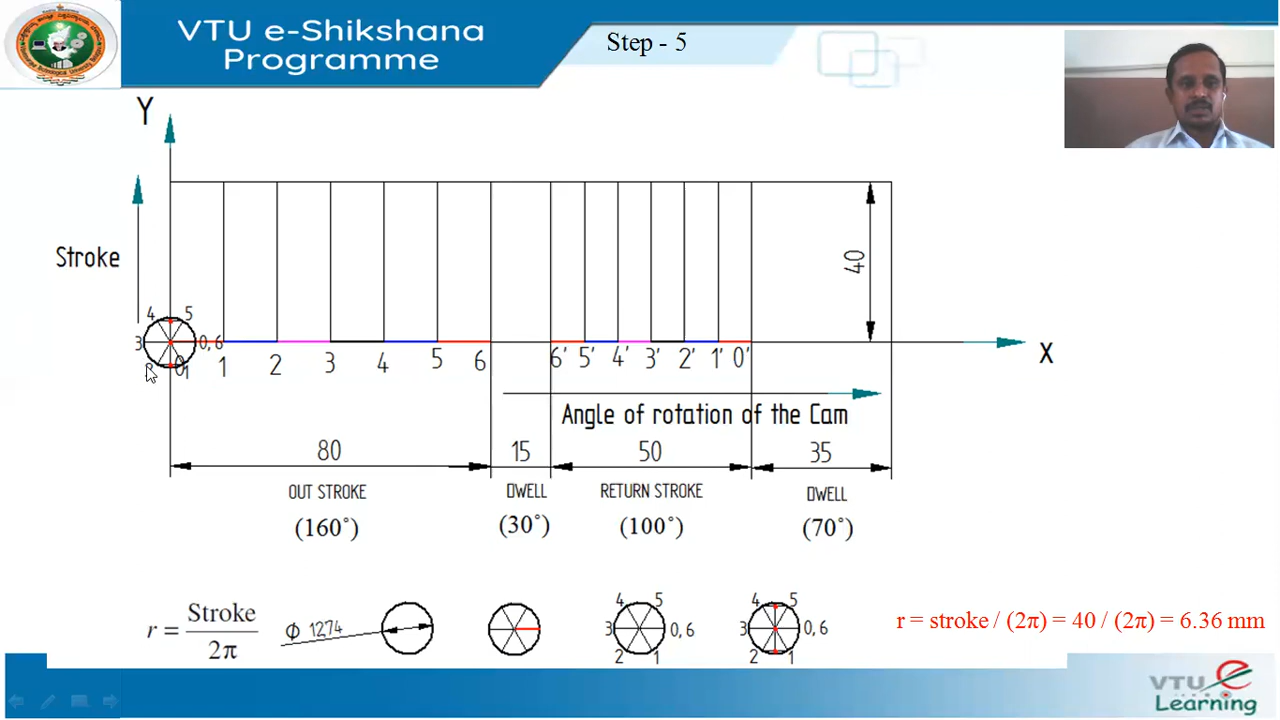 VTU e-Shikshana
Programme
Step - 5
Y
Stroke
40
4 5
3 0,6
2 0 1
1 2 3 4 5 6 6' 5' 4' 3' 2' 1' 0'
X
Angle of rotation of the Cam
80 15 50 35
OUT STROKE DWELL RETURN STROKE DWELL
(160°) (30°) (100°) (70°)
r = Stroke / 2π
Φ 1274
4 5
3 0,6
2 1
4 5
3 0,6
2 1
r = stroke / (2π) = 40 / (2π) = 6.36 mm
VTU e
Learning